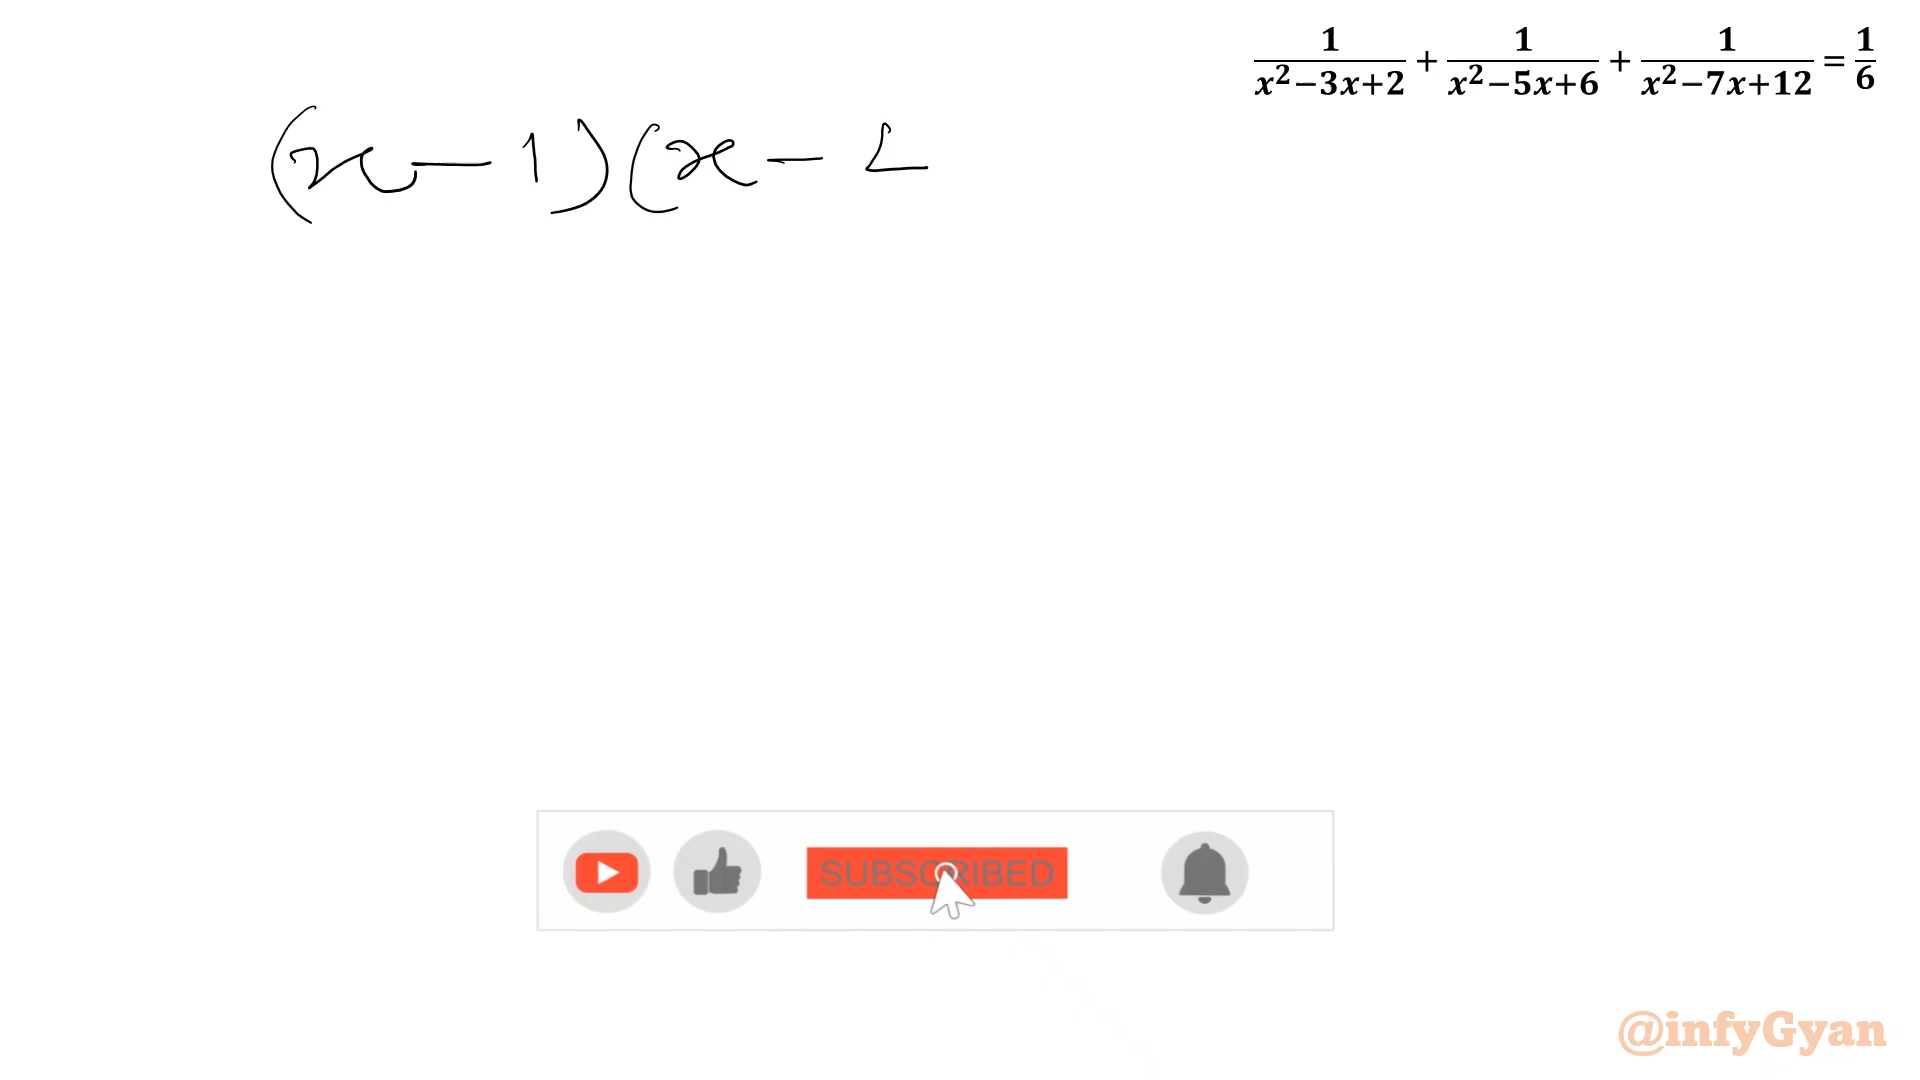 1/(x²−3x+2) + 1/(x²−5x+6) + 1/(x²−7x+12) = 1/6
(x − 1)(x − 2
SUBSCRIBED
@infyGyan